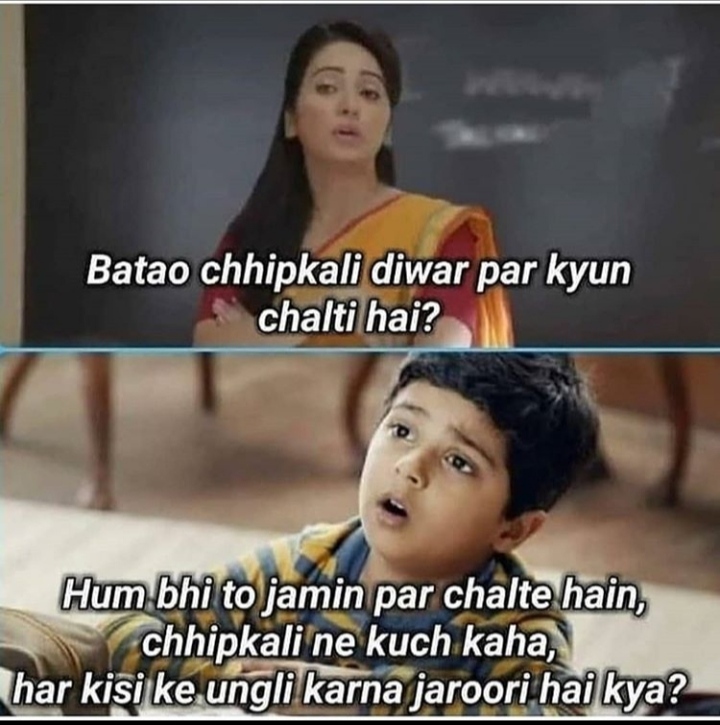 Batao chhipkali diwar par kyun
chalti hai?
Hum bhi to jamin par chalte hain,
chhipkali ne kuch kaha,
har kisi ke ungli karna jaroori hai kya?